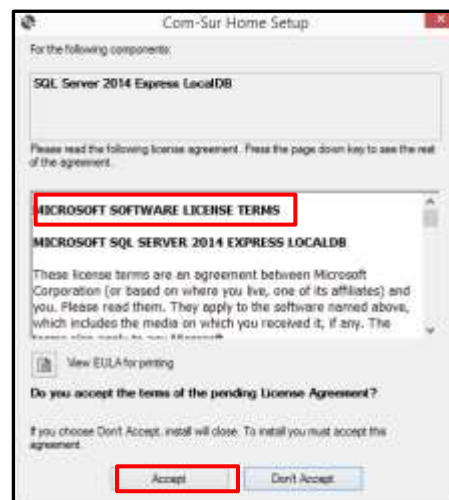 Com-Sur Home Setup
For the following components:
SQL Server 2014 Express LocalDB
Please read the following license agreement. Press the page down key to see the rest
of the agreement.
MICROSOFT SOFTWARE LICENSE TERMS
MICROSOFT SQL SERVER 2014 EXPRESS LOCALDB
These license terms are an agreement between Microsoft
Corporation (or based on where you live, one of its affiliates) and
you. Please read them. They apply to the software named above,
which includes the media on which you received it, if any. The
terms also apply to any Microsoft
View EULA for printing
Do you accept the terms of the pending License Agreement?
If you choose Don't Accept, install will close. To install you must accept this
agreement.
Accept
Don't Accept